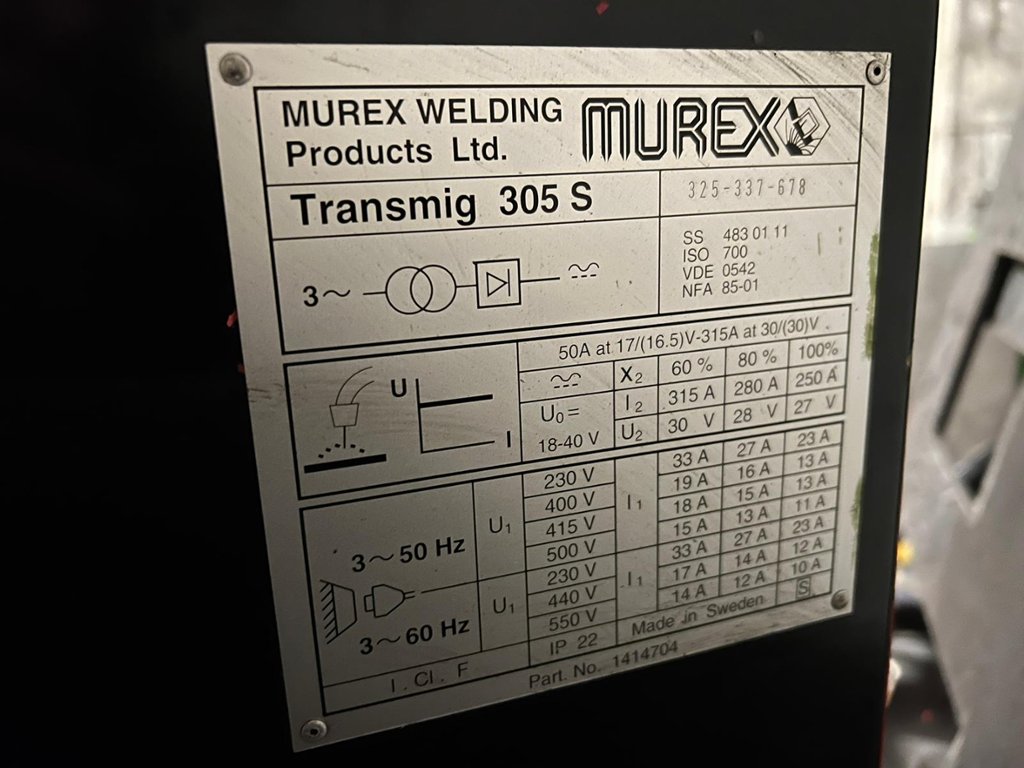 MUREX WELDING
Products Ltd.
MUREX
Transmig 305 S
325-337-678
3~
SS 483 01 11
ISO 700
VDE 0542
NFA 85-01
50A at 17/(16.5)V-315A at 30/(30)V
X2 60 % 80 % 100%
U0= I2 315 A 280 A 250 A
18-40 V U2 30 V 28 V 27 V
U
I
3~50 Hz U1 I1
230 V 33 A 27 A 23 A
400 V 19 A 16 A 13 A
415 V 18 A 15 A 13 A
500 V 15 A 13 A 11 A
3~60 Hz U1 I1
230 V 33 A 27 A 23 A
440 V 17 A 14 A 12 A
550 V 14 A 12 A 10 A
I . Cl . F IP 22 Made in Sweden S
Part. No. 1414704